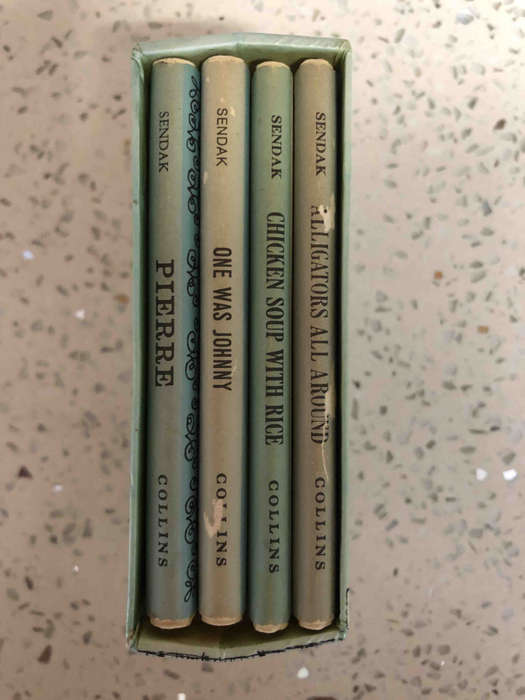 SENDAK PIERRE COLLINS
SENDAK ONE WAS JOHNNY COLLINS
SENDAK CHICKEN SOUP WITH RICE COLLINS
SENDAK ALLIGATORS ALL AROUND COLLINS